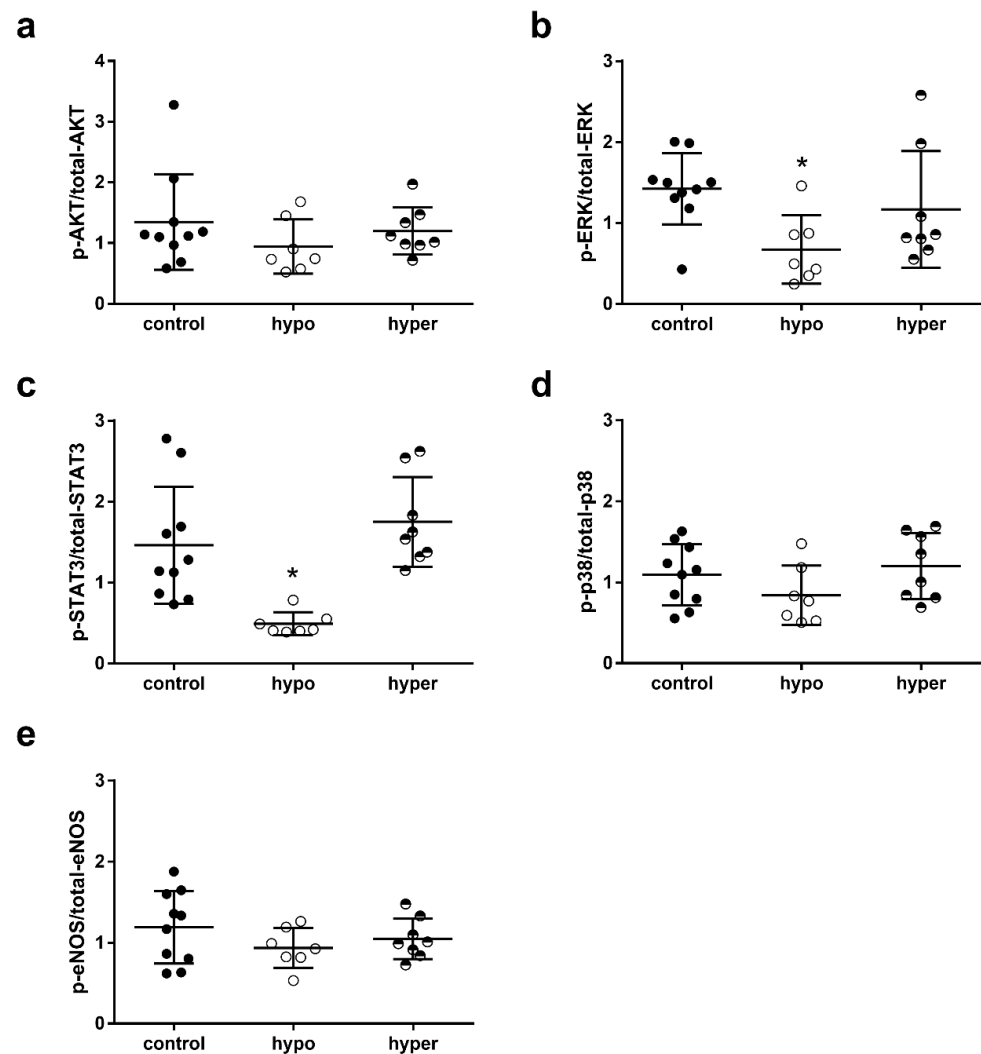 a
p-AKT/total-AKT
4
3
2
1
0
control hypo hyper
b
p-ERK/total-ERK
3
2
1
0
*
control hypo hyper
c
p-STAT3/total-STAT3
3
2
1
0
*
control hypo hyper
d
p-p38/total-p38
3
2
1
0
control hypo hyper
e
p-eNOS/total-eNOS
3
2
1
0
control hypo hyper